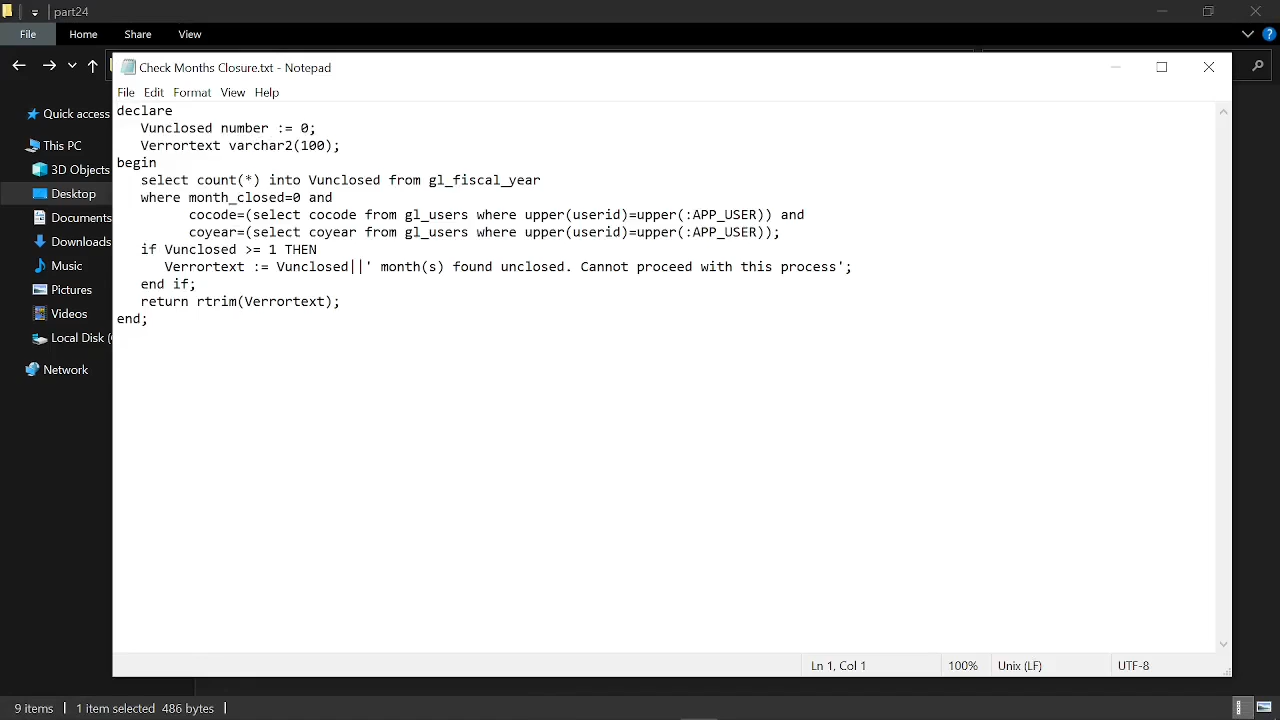 part24
File Home Share View
Check Months Closure.txt - Notepad
File Edit Format View Help
declare
   Vunclosed number := 0;
   Verrortext varchar2(100);
begin
   select count(*) into Vunclosed from gl_fiscal_year
   where month_closed=0 and
         cocode=(select cocode from gl_users where upper(userid)=upper(:APP_USER)) and
         coyear=(select coyear from gl_users where upper(userid)=upper(:APP_USER));
   if Vunclosed >= 1 THEN
      Verrortext := Vunclosed||' month(s) found unclosed. Cannot proceed with this process';
   end if;
   return rtrim(Verrortext);
end;
Quick access
This PC
3D Objects
Desktop
Documents
Downloads
Music
Pictures
Videos
Local Disk (
Network
Ln 1, Col 1 100% Unix (LF) UTF-8
9 items 1 item selected 486 bytes